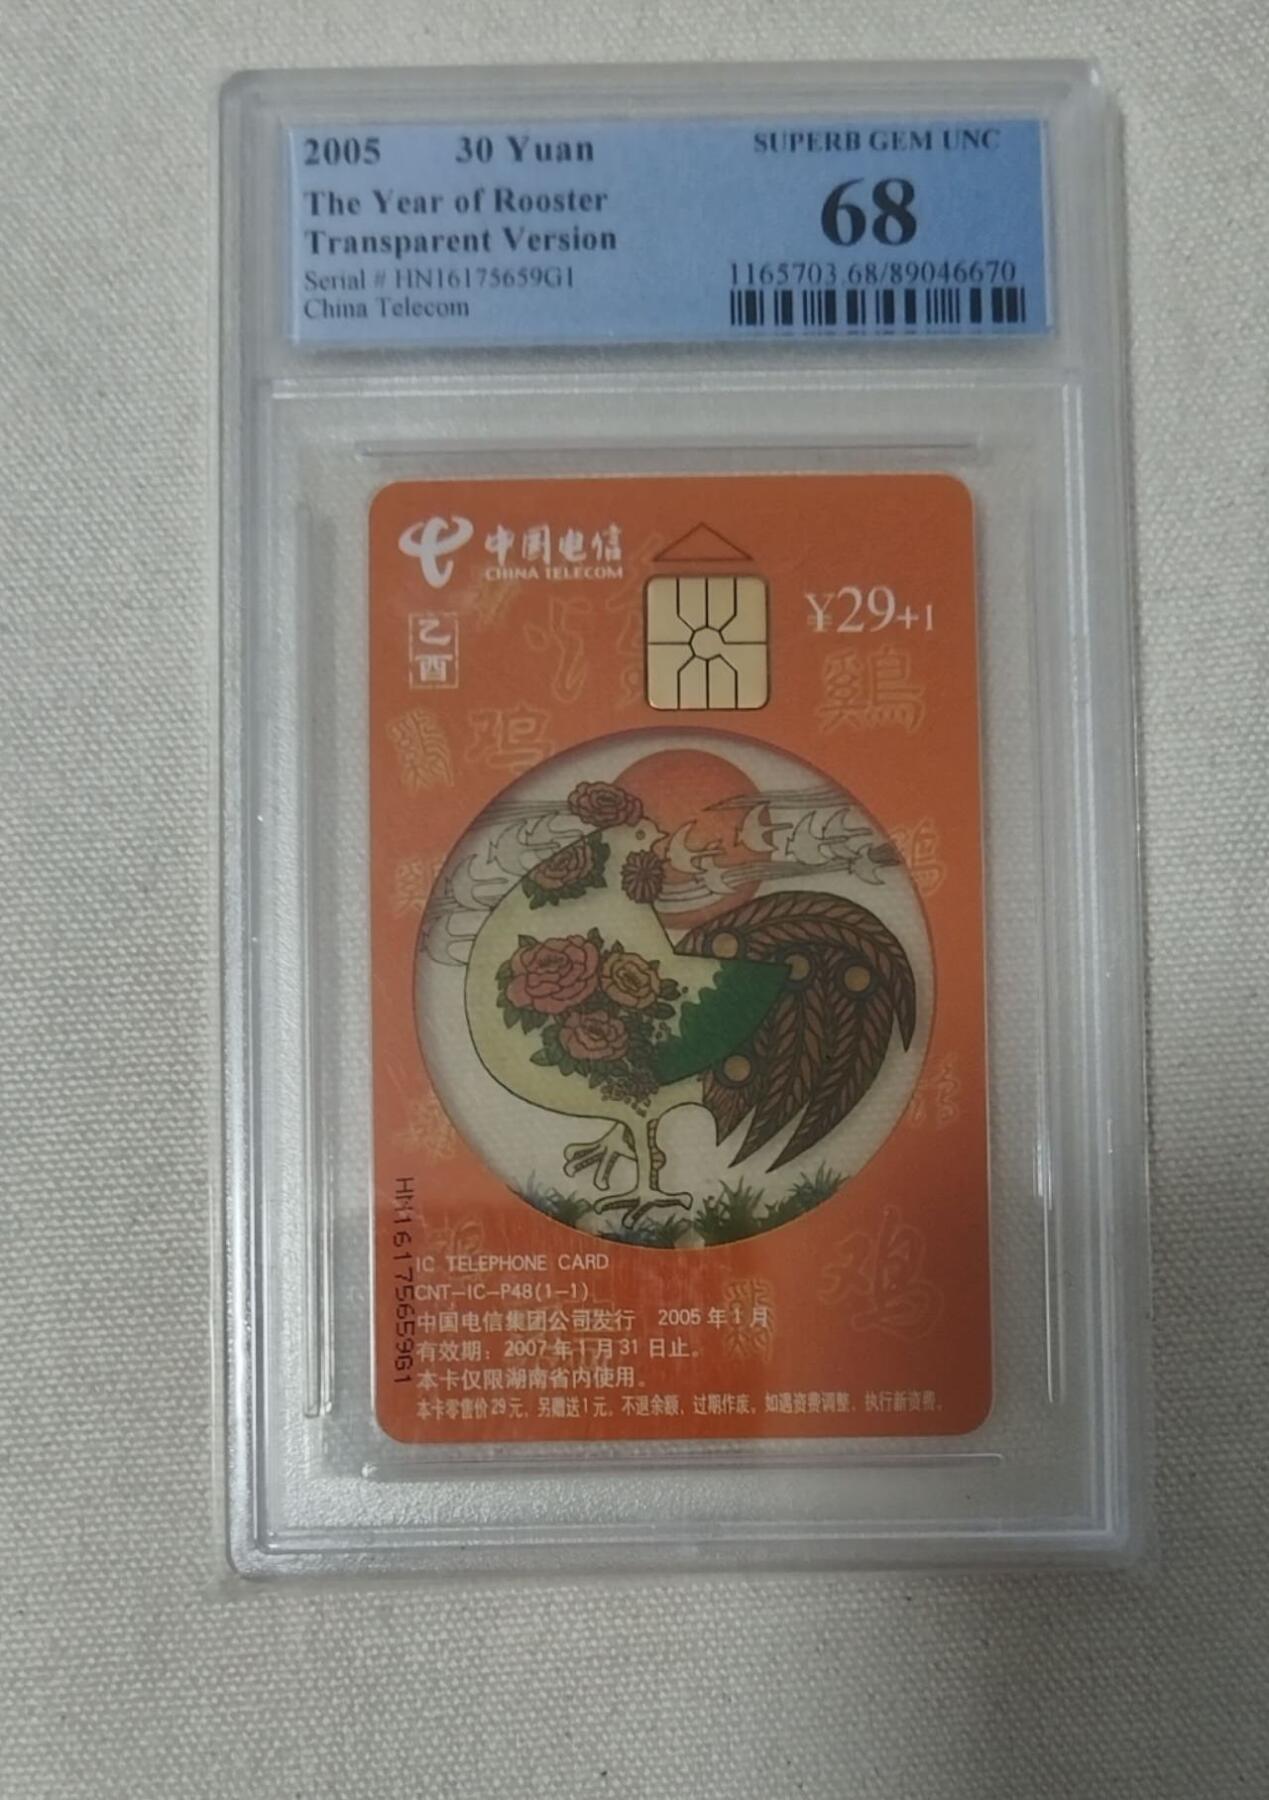 2005 30 Yuan
SUPERB GEM UNC
The Year of Rooster
68
Transparent Version
Serial # HN16175659G1
1165703.68/89046670
China Telecom
中国电信
CHINA TELECOM
¥29+1
乙
酉
鷄
鸡
鸡
HN16175659G1
IC TELEPHONE CARD
CNT-IC-P48(1-1)
中国电信集团公司发行 2005年1月
有效期：2007年1月31日止。
本卡仅限湖南省内使用。
本卡零售价29元，另赠送1元，不退余额，过期作废。如遇资费调整，执行新资费。